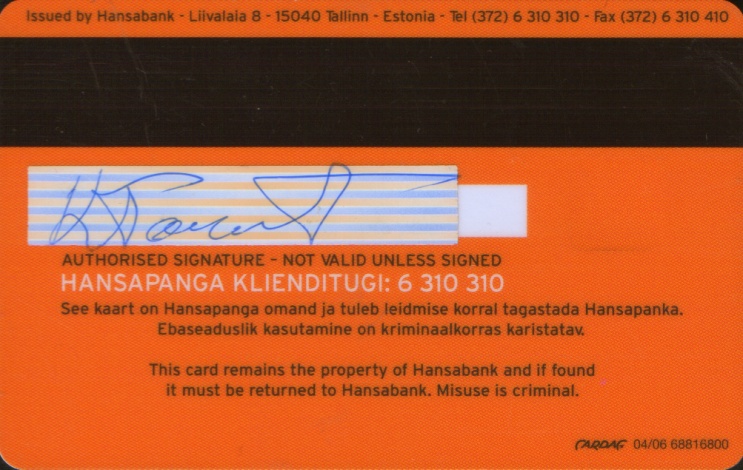 Issued by Hansabank - Liivalaia 8 - 15040 Tallinn - Estonia - Tel (372) 6 310 310 - Fax (372) 6 310 410
AUTHORISED SIGNATURE – NOT VALID UNLESS SIGNED
HANSAPANGA KLIENDITUGI: 6 310 310
See kaart on Hansapanga omand ja tuleb leidmise korral tagastada Hansapanka.
Ebaseaduslik kasutamine on kriminaalkorras karistatav.
This card remains the property of Hansabank and if found
it must be returned to Hansabank. Misuse is criminal.
04/06 68816800